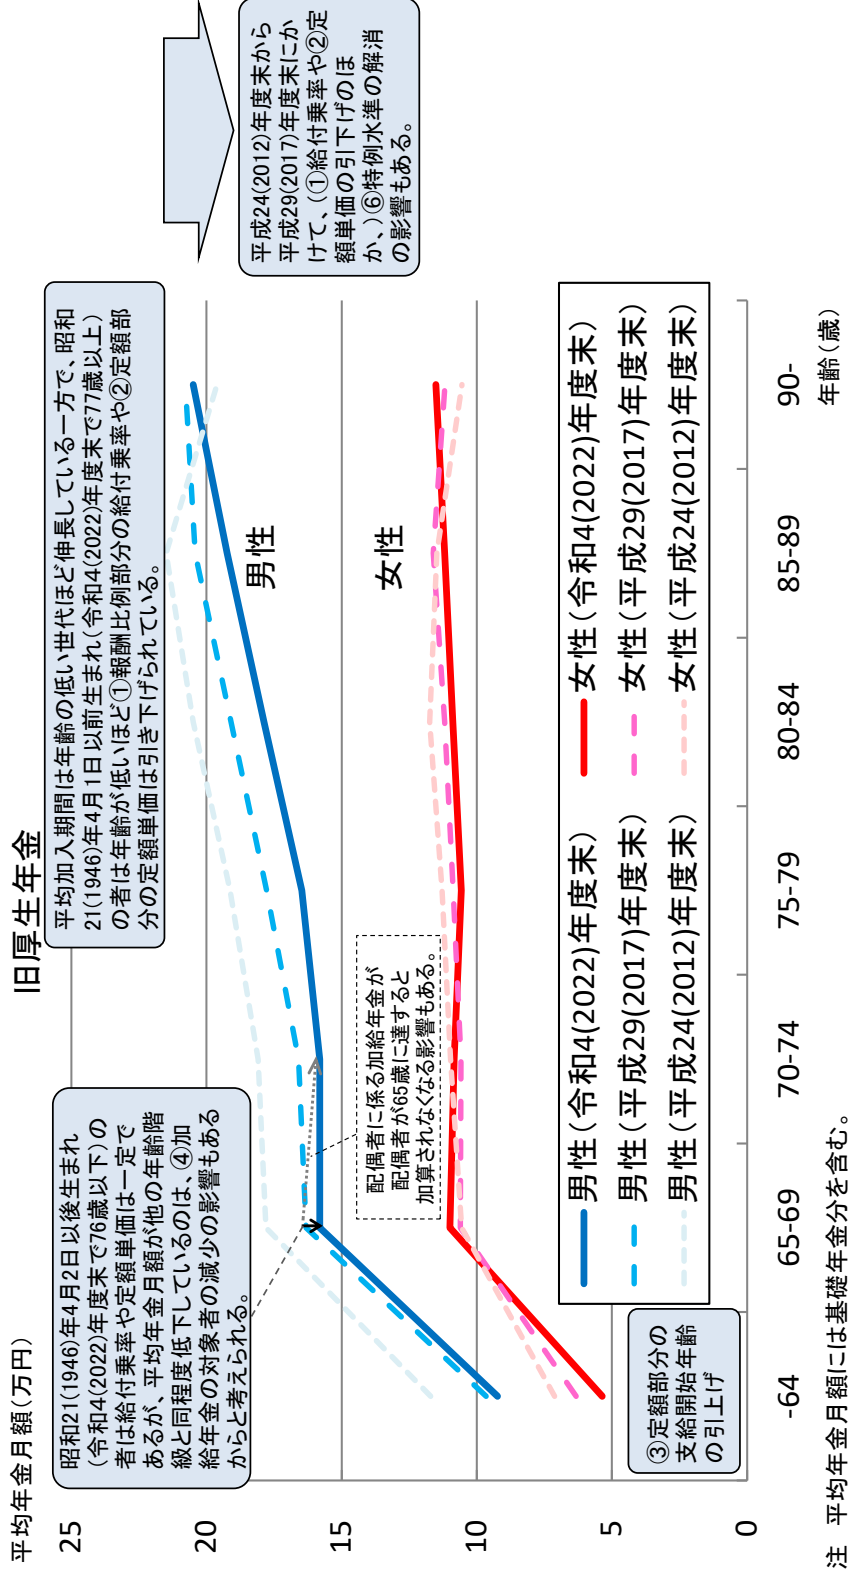 旧厚生年金
平均年金月額(万円)
昭和21(1946)年4月2日以後生まれ
(令和4(2022)年度末で76歳以下)の
者は給付乗率や定額単価は一定で
あるが、平均年金月額が他の年齢階
級と同程度低下しているのは、④加
給年金の対象者の減少の影響もある
からと考えられる。
平均加入期間は年齢の低い世代ほど伸長している一方で、昭和
21(1946)年4月1日以前生まれ(令和4(2022)年度末で77歳以上)
の者は年齢が低いほど①報酬比例部分の給付乗率や②定額部
分の定額単価は引き下げられている。
平成24(2012)年度末から
平成29(2017)年度末にか
けて、(①給付乗率や②定
額単価の引下げのほ
か、)⑥特例水準の解消
の影響もある。
配偶者に係る加給年金が
配偶者が65歳に達すると
加算されなくなる影響もある。
男性
女性
③定額部分の
支給開始年齢
の引上げ
男性(令和4(2022)年度末)
女性(令和4(2022)年度末)
男性(平成29(2017)年度末)
女性(平成29(2017)年度末)
男性(平成24(2012)年度末)
女性(平成24(2012)年度末)
25
20
15
10
5
0
-64
65-69
70-74
75-79
80-84
85-89
90-
年齢(歳)
注 平均年金月額には基礎年金分を含む。